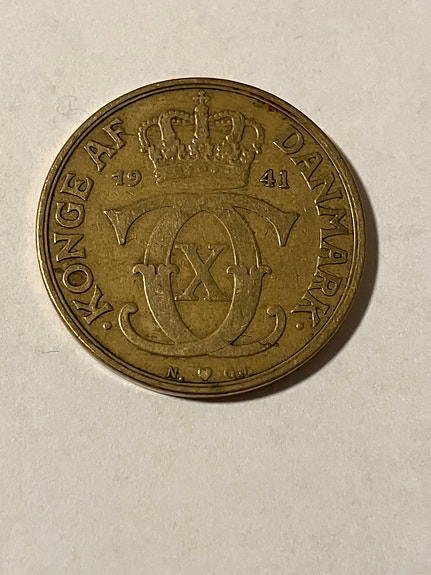 · KONGE AF DANMARK ·
19 41
C X
N. ♥ GJ